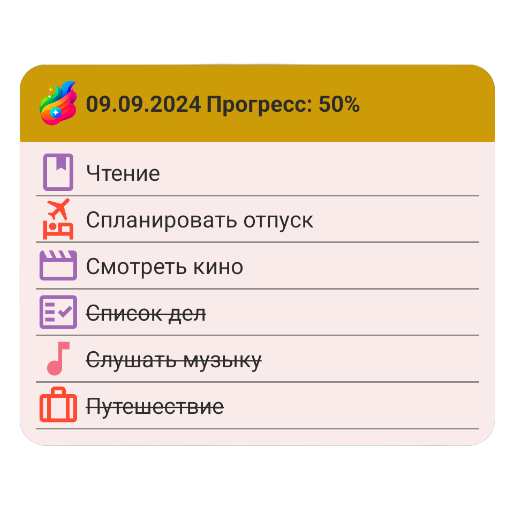 09.09.2024 Прогресс: 50%
Чтение
Спланировать отпуск
Смотреть кино
Список дел
Слушать музыку
Путешествие